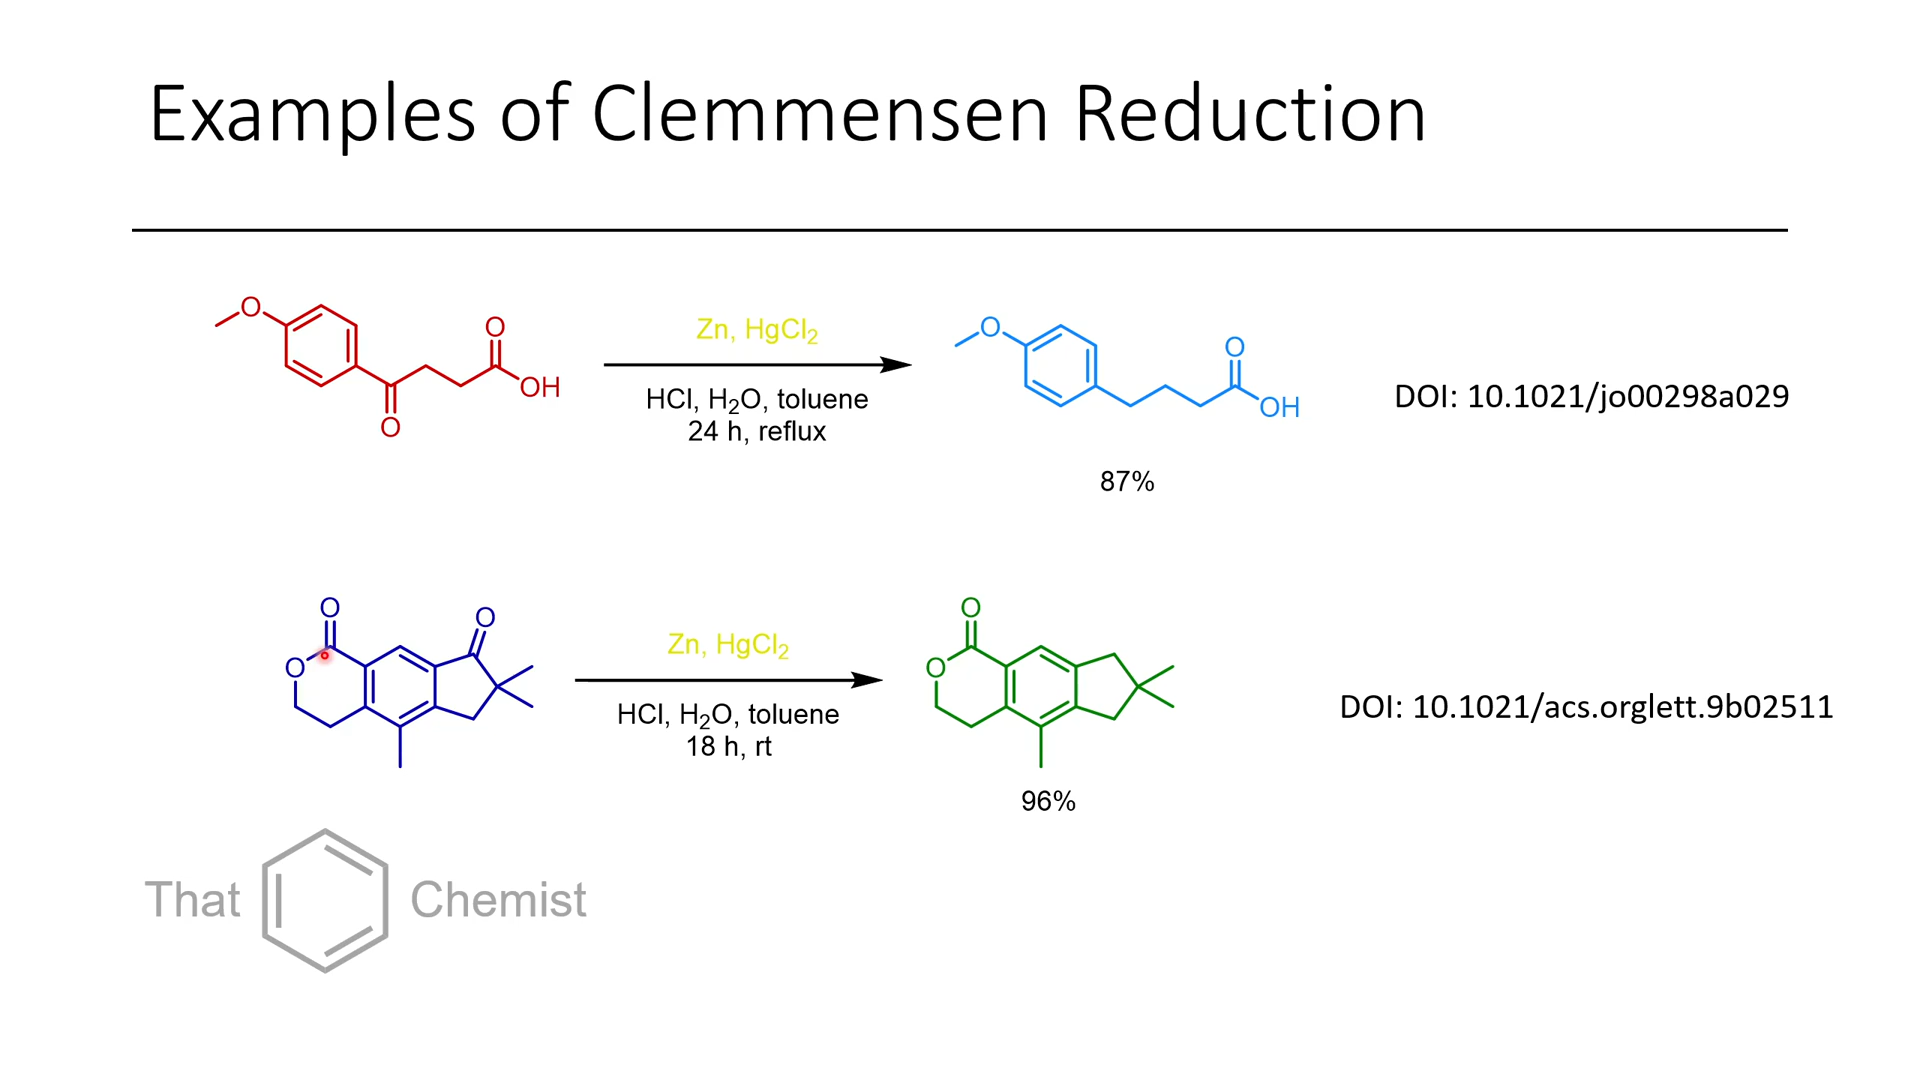 Examples of Clemmensen Reduction
O
O
OH
O
Zn, HgCl₂
HCl, H₂O, toluene
24 h, reflux
O
O
OH
87%
DOI: 10.1021/jo00298a029
O
O
O
Zn, HgCl₂
HCl, H₂O, toluene
18 h, rt
O
O
96%
DOI: 10.1021/acs.orglett.9b02511
That Chemist